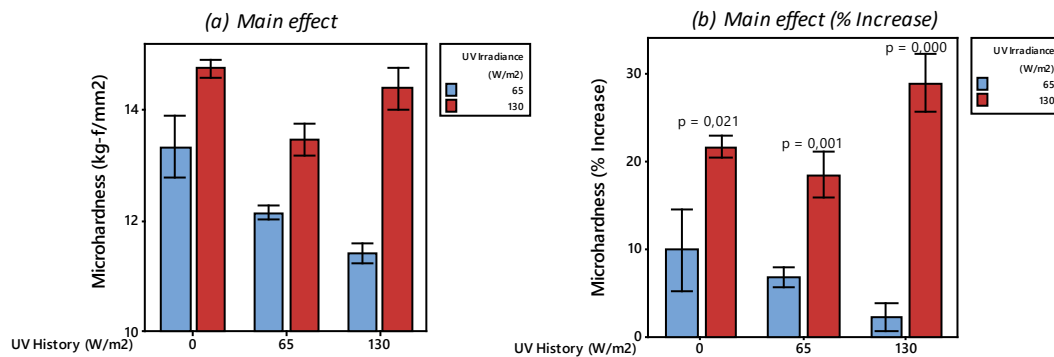 (a) Main effect
Microhardness (kg-f/mm2)
14
12
10
UV History (W/m2)
0
65
130
UV Irradiance
(W/m2)
65
130
(b) Main effect (% Increase)
Microhardness (% Increase)
30
20
10
0
p = 0,021
p = 0,001
p = 0,000
UV History (W/m2)
0
65
130
UV Irradiance
(W/m2)
65
130